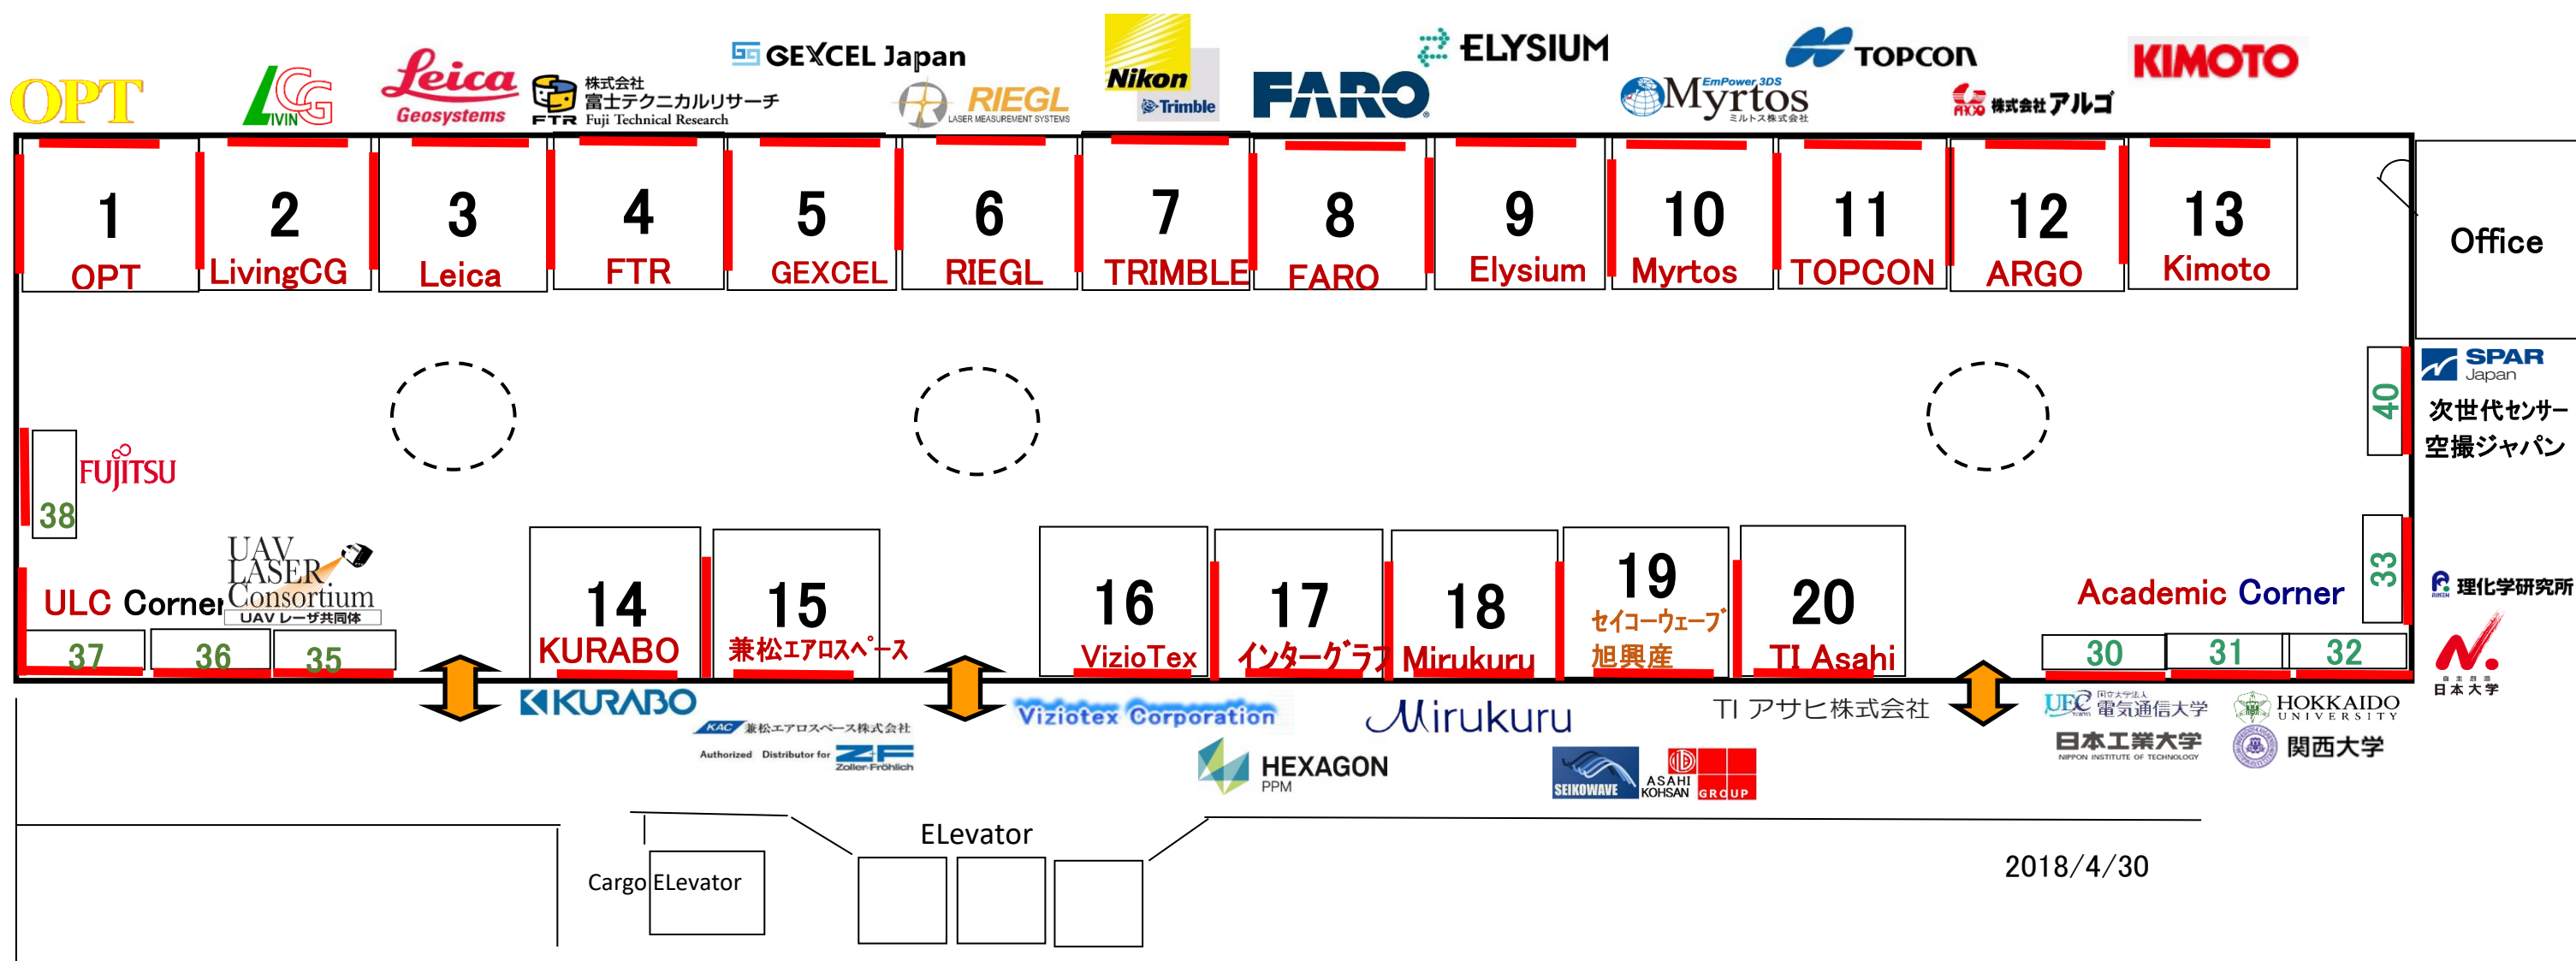 OPT
LIVIN CG
Leica
Geosystems
FTR
株式会社
富士テクニカルリサーチ
Fuji Technical Research
GEXCEL Japan
RIEGL
LASER MEASUREMENT SYSTEMS
Nikon
Trimble
FARO
ELYSIUM
EmPower 3DS
Myrtos
ミルトス株式会社
TOPCON
株式会社アルゴ
KIMOTO
1
OPT
2
LivingCG
3
Leica
4
FTR
5
GEXCEL
6
RIEGL
7
TRIMBLE
8
FARO
9
Elysium
10
Myrtos
11
TOPCON
12
ARGO
13
Kimoto
Office
38
FUJITSU
40
SPAR
Japan
次世代センサー
空撮ジャパン
ULC Corner
UAV
LASER
Consortium
UAV レーザ共同体
37
36
35
14
KURABO
15
兼松エアロスペース
16
VizioTex
17
インターグラフ
18
Mirukuru
19
セイコーウェーブ
旭興産
20
TI Asahi
Academic Corner
33
理化学研究所
30
31
32
日本大学
KURABO
KAC 兼松エアロスペース株式会社
Authorized Distributor for Z+F
Zoller+Fröhlich
Viziotex Corporation
HEXAGON
PPM
Mirukuru
SEIKOWAVE
ASAHI
KOHSAN
GROUP
TI アサヒ株式会社
UEC
国立大学法人
電気通信大学
日本工業大学
NIPPON INSTITUTE OF TECHNOLOGY
HOKKAIDO
UNIVERSITY
関西大学
ELevator
Cargo ELevator
2018/4/30